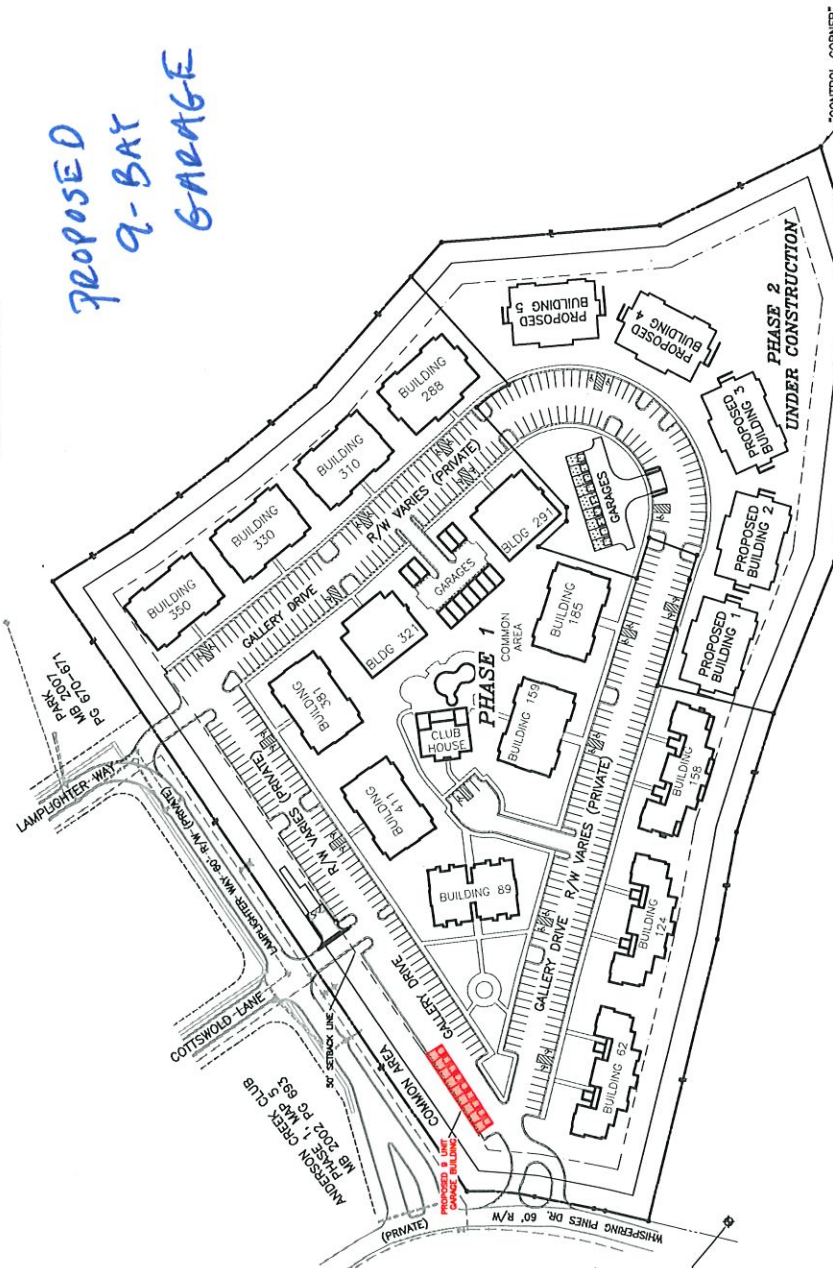 PROPOSED
9-BAY
GARAGE
"CONTROL CORNER"
PARK
MB 2007
PG 670-671
LAMPLIGHTER WAY
LAMPLIGHTER WAY 60' R/W (PRIVATE)
COTTSWOLD LANE
ANDERSON CREEK CLUB
PHASE 1, MAP 5
MB 2002 PG 693
50' SETBACK LINE
COMMON AREA
(PRIVATE)
WHISPERING PINES DR. 60' R/W
PROPOSED 9 UNIT
GARAGE BUILDING
GALLERY DRIVE
R/W VARIES (PRIVATE)
BUILDING
350
BUILDING
330
BUILDING
310
BUILDING
288
GALLERY DRIVE
R/W VARIES (PRIVATE)
BUILDING
381
BLDG 321
GARAGES
BLDG 291
BUILDING
411
CLUB
HOUSE
PHASE 1
COMMON
AREA
BUILDING 89
BUILDING 159
BUILDING
185
GARAGES
GALLERY DRIVE R/W VARIES (PRIVATE)
BUILDING 62
BUILDING
124
BUILDING
158
PROPOSED
BUILDING 1
PROPOSED
BUILDING 2
PROPOSED
BUILDING 3
PROPOSED
BUILDING 4
PROPOSED
BUILDING 5
PHASE 2
UNDER CONSTRUCTION